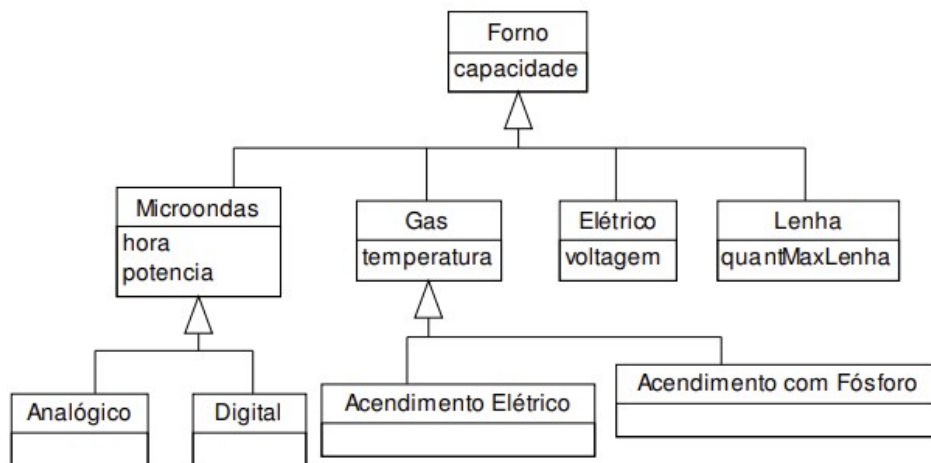 Forno
capacidade
Microondas
hora
potencia
Gas
temperatura
Elétrico
voltagem
Lenha
quantMaxLenha
Analógico
Digital
Acendimento Elétrico
Acendimento com Fósforo